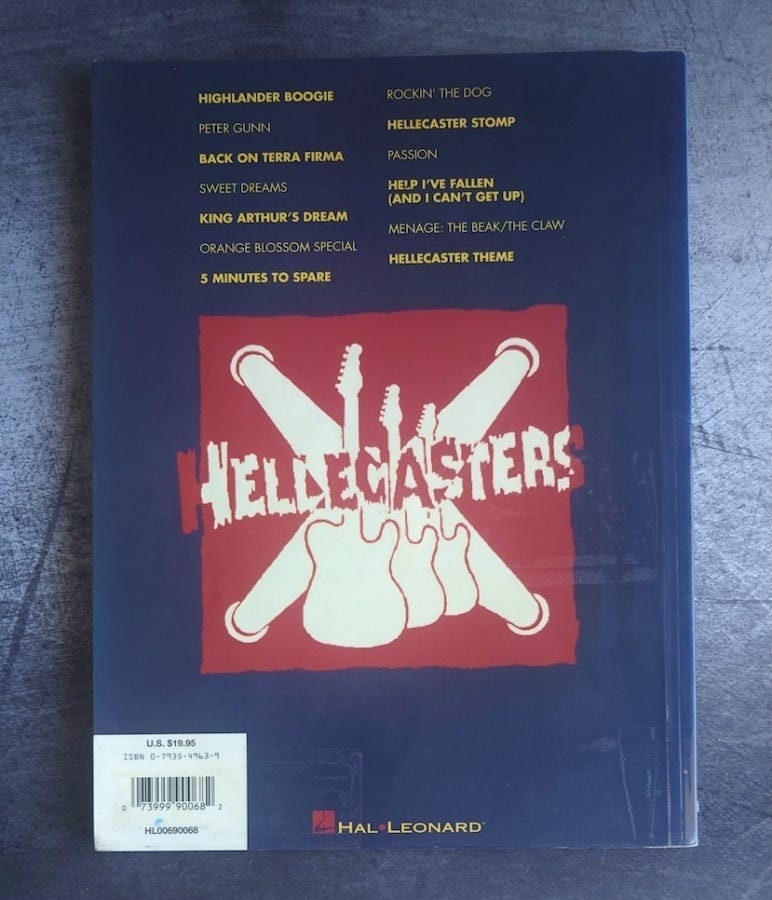 HIGHLANDER BOOGIE
PETER GUNN
BACK ON TERRA FIRMA
SWEET DREAMS
KING ARTHUR'S DREAM
ORANGE BLOSSOM SPECIAL
5 MINUTES TO SPARE
ROCKIN' THE DOG
HELLECASTER STOMP
PASSION
HELP I'VE FALLEN
(AND I CAN'T GET UP)
MENAGE: THE BEAK/THE CLAW
HELLECASTER THEME
HELLECASTERS
U.S. $19.95
ISBN 0-7935-4963-9
0 73999 90068 2
HL00690068
HAL•LEONARD®